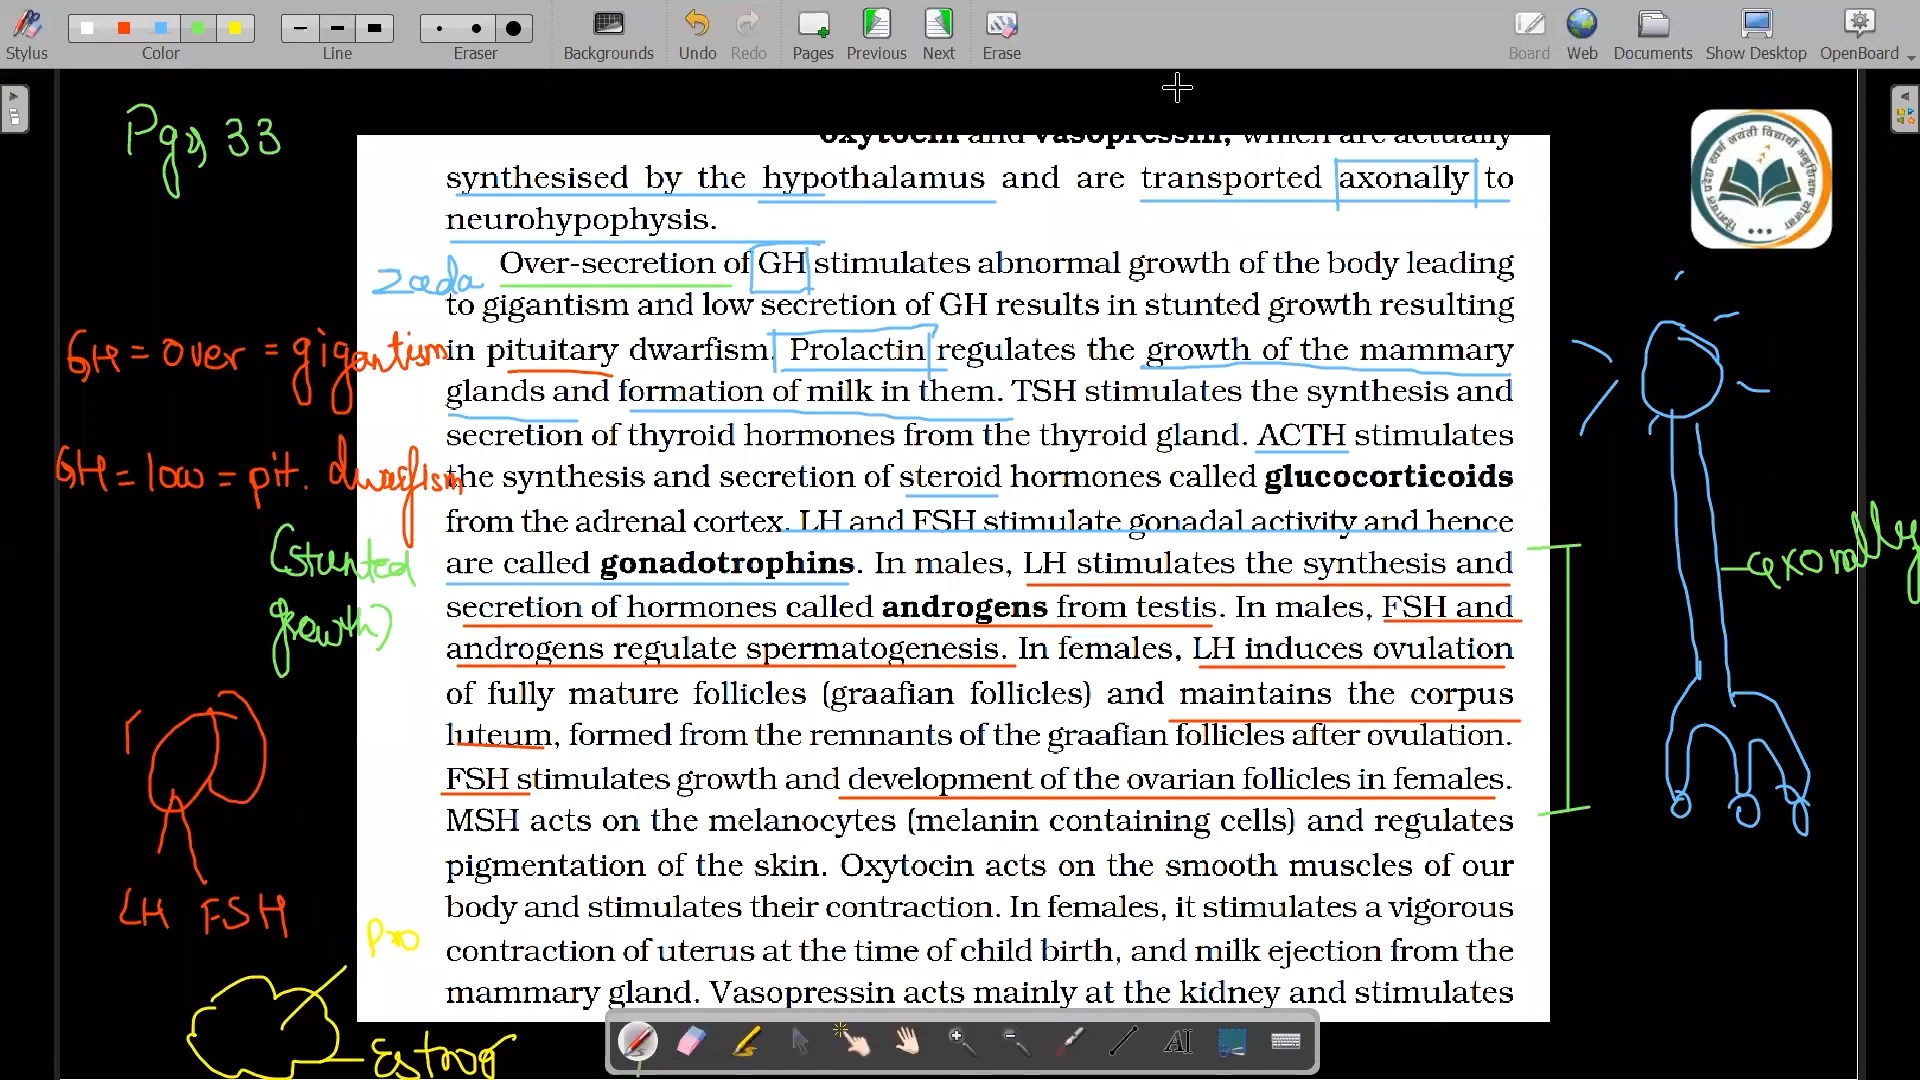 Stylus
Color
Line
Eraser
Backgrounds
Undo
Redo
Pages
Previous
Next
Erase
Board
Web
Documents
Show Desktop
OpenBoard
33
oxytocin and vasopressin, which are actually
synthesised by the hypothalamus and are transported axonally to
neurohypophysis.
Over-secretion of GH stimulates abnormal growth of the body leading
to gigantism and low secretion of GH results in stunted growth resulting
in pituitary dwarfism. Prolactin regulates the growth of the mammary
glands and formation of milk in them. TSH stimulates the synthesis and
secretion of thyroid hormones from the thyroid gland. ACTH stimulates
the synthesis and secretion of steroid hormones called glucocorticoids
from the adrenal cortex. LH and FSH stimulate gonadal activity and hence
are called gonadotrophins. In males, LH stimulates the synthesis and
secretion of hormones called androgens from testis. In males, FSH and
androgens regulate spermatogenesis. In females, LH induces ovulation
of fully mature follicles (graafian follicles) and maintains the corpus
luteum, formed from the remnants of the graafian follicles after ovulation.
FSH stimulates growth and development of the ovarian follicles in females.
MSH acts on the melanocytes (melanin containing cells) and regulates
pigmentation of the skin. Oxytocin acts on the smooth muscles of our
body and stimulates their contraction. In females, it stimulates a vigorous
contraction of uterus at the time of child birth, and milk ejection from the
mammary gland. Vasopressin acts mainly at the kidney and stimulates
Zada
GH = over = gigantism
GH = low = pit. dwarfism
(stunted
growth)
LH FSH
Pro
Estrog
axonally